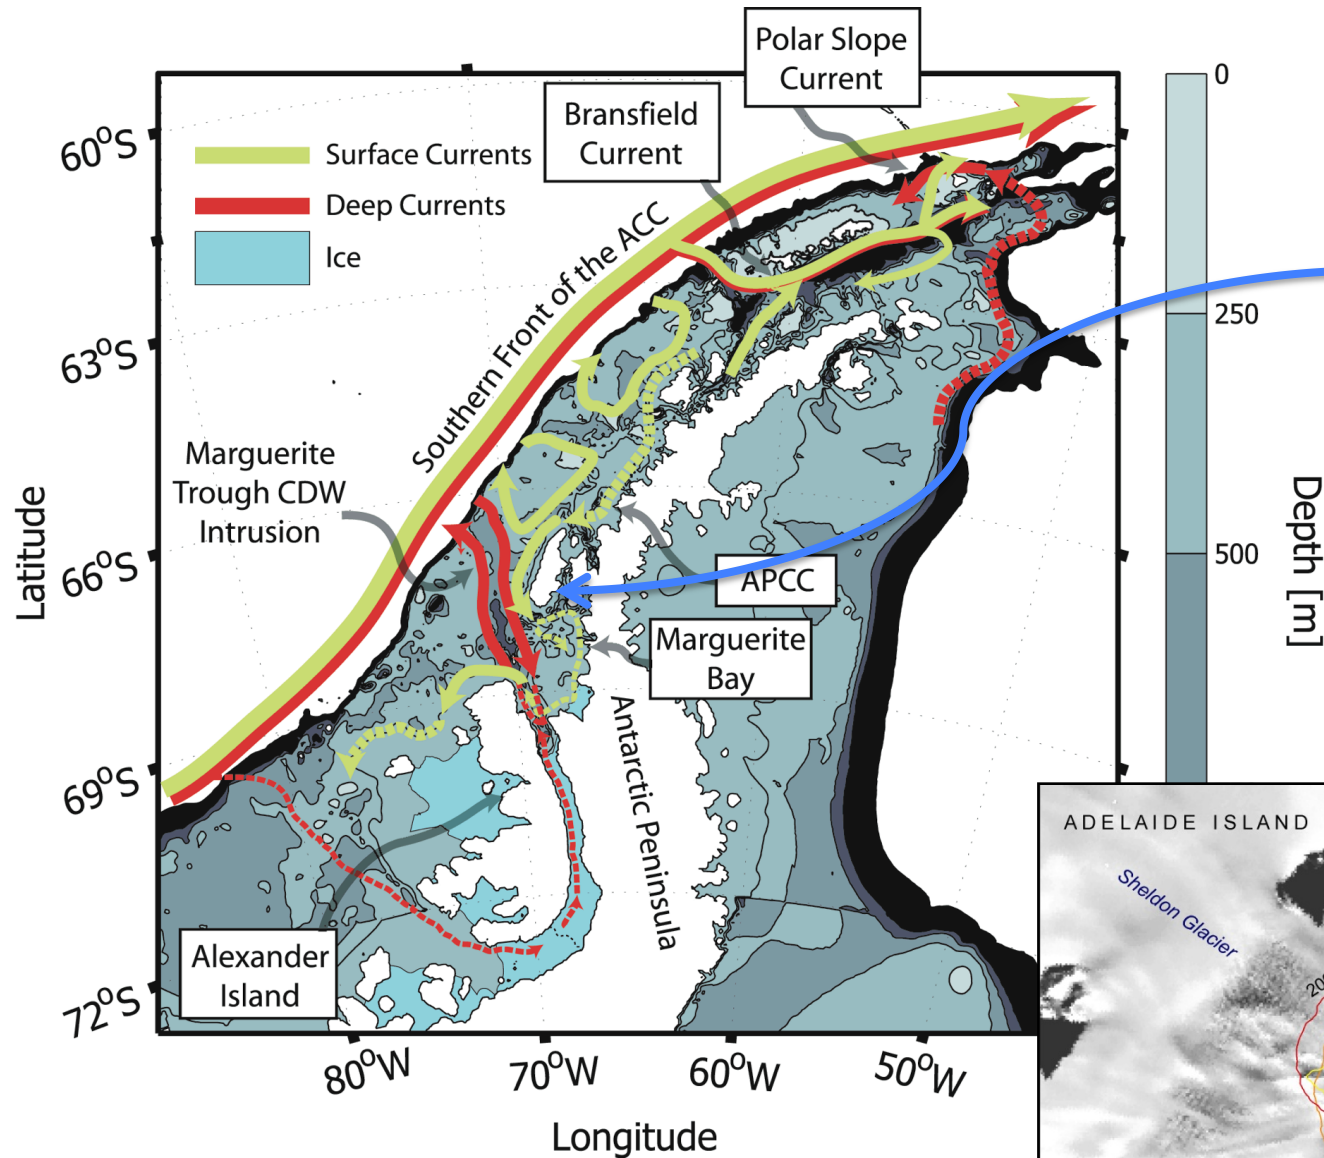 Polar Slope
Current
Bransfield
Current
Surface Currents
Deep Currents
Ice
Southern Front of the ACC
Marguerite
Trough CDW
Intrusion
APCC
Marguerite
Bay
Antarctic Peninsula
Alexander
Island
60°S
63°S
66°S
69°S
72°S
Latitude
80°W
70°W
60°W
50°W
Longitude
0
250
500
Depth [m]
ADELAIDE ISLAND
Sheldon Glacier